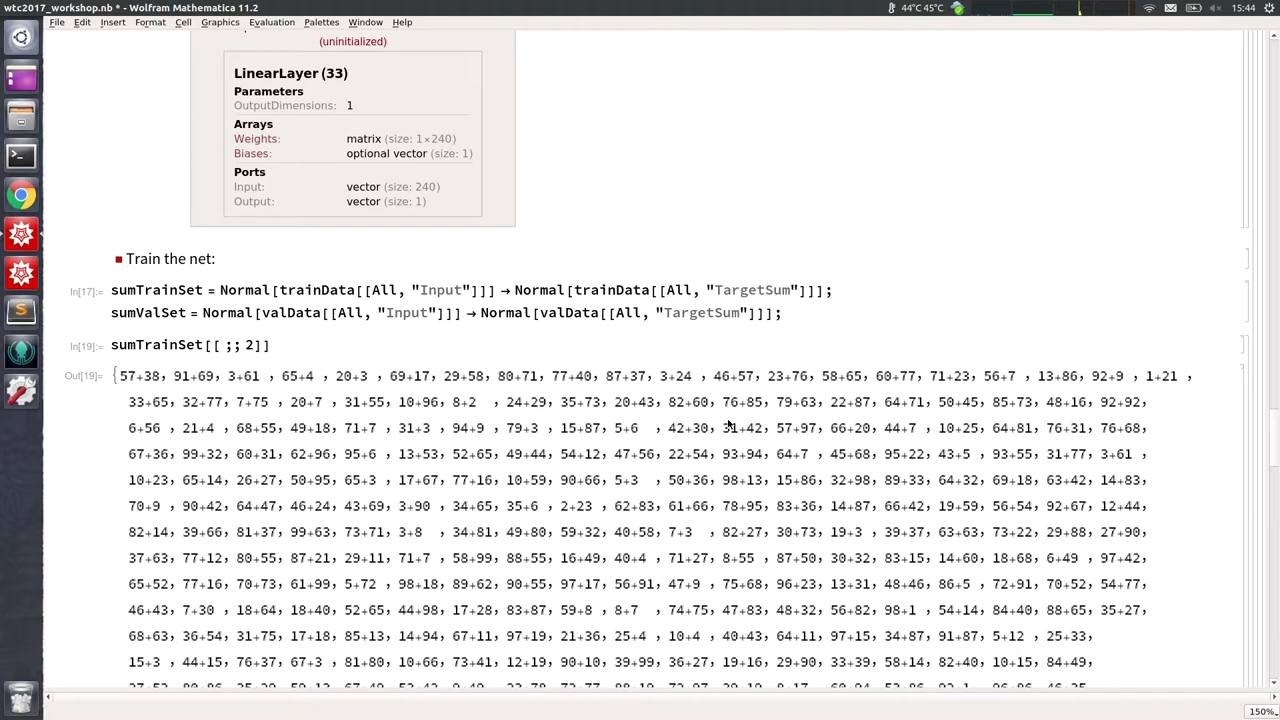 wtc2017_workshop.nb * - Wolfram Mathematica 11.2
44°C 45°C 15:44
File Edit Insert Format Cell Graphics Evaluation Palettes Window Help
(uninitialized)
LinearLayer (33)
Parameters
OutputDimensions: 1
Arrays
Weights: matrix (size: 1×240)
Biases: optional vector (size: 1)
Ports
Input: vector (size: 240)
Output: vector (size: 1)
Train the net:
In[17]:= sumTrainSet = Normal[trainData[[All, "Input"]]] → Normal[trainData[[All, "TargetSum"]]];
sumValSet = Normal[valData[[All, "Input"]]] → Normal[valData[[All, "TargetSum"]]];
In[19]:= sumTrainSet[[ ;; 2]]
Out[19]= {57+38, 91+69, 3+61 , 65+4 , 20+3 , 69+17, 29+58, 80+71, 77+40, 87+37, 3+24 , 46+57, 23+76, 58+65, 60+77, 71+23, 56+7 , 13+86, 92+9 , 1+21 ,
33+65, 32+77, 7+75 , 20+7 , 31+55, 10+96, 8+2 , 24+29, 35+73, 20+43, 82+60, 76+85, 79+63, 22+87, 64+71, 50+45, 85+73, 48+16, 92+92,
6+56 , 21+4 , 68+55, 49+18, 71+7 , 31+3 , 94+9 , 79+3 , 15+87, 5+6 , 42+30, 31+42, 57+97, 66+20, 44+7 , 10+25, 64+81, 76+31, 76+68,
67+36, 99+32, 60+31, 62+96, 95+6 , 13+53, 52+65, 49+44, 54+12, 47+56, 22+54, 93+94, 64+7 , 45+68, 95+22, 43+5 , 93+55, 31+77, 3+61 ,
10+23, 65+14, 26+27, 50+95, 65+3 , 17+67, 77+16, 10+59, 90+66, 5+3 , 50+36, 98+13, 15+86, 32+98, 89+33, 64+32, 69+18, 63+42, 14+83,
70+9 , 90+42, 64+47, 46+24, 43+69, 3+90 , 34+65, 35+6 , 2+23 , 62+83, 61+66, 78+95, 83+36, 14+87, 66+42, 19+59, 56+54, 92+67, 12+44,
82+14, 39+66, 81+37, 99+63, 73+71, 3+8 , 34+81, 49+80, 59+32, 40+88, 7+3 , 82+27, 30+73, 19+3 , 39+37, 63+63, 73+22, 29+88, 27+90,
37+63, 77+12, 80+55, 87+21, 29+11, 71+7 , 58+99, 88+55, 16+49, 40+4 , 71+27, 8+55 , 87+50, 30+32, 83+15, 14+60, 18+68, 6+49 , 97+42,
65+52, 77+16, 70+73, 61+99, 5+72 , 98+18, 89+62, 90+55, 97+17, 56+91, 47+9 , 75+68, 96+23, 13+31, 48+46, 86+5 , 72+91, 70+52, 54+77,
46+43, 7+30 , 18+64, 18+40, 52+65, 44+98, 17+28, 83+87, 59+8 , 8+7 , 74+75, 47+83, 48+32, 56+82, 98+1 , 54+14, 84+40, 88+65, 35+27,
68+63, 36+54, 31+75, 17+18, 85+13, 14+94, 67+11, 97+19, 21+36, 25+4 , 10+4 , 40+43, 64+11, 97+15, 34+87, 91+87, 5+12 , 25+33,
15+3 , 44+15, 76+37, 67+3 , 81+80, 10+66, 73+41, 12+19, 90+10, 39+99, 36+27, 19+16, 29+90, 33+39, 58+14, 82+40, 10+15, 84+49,
150%